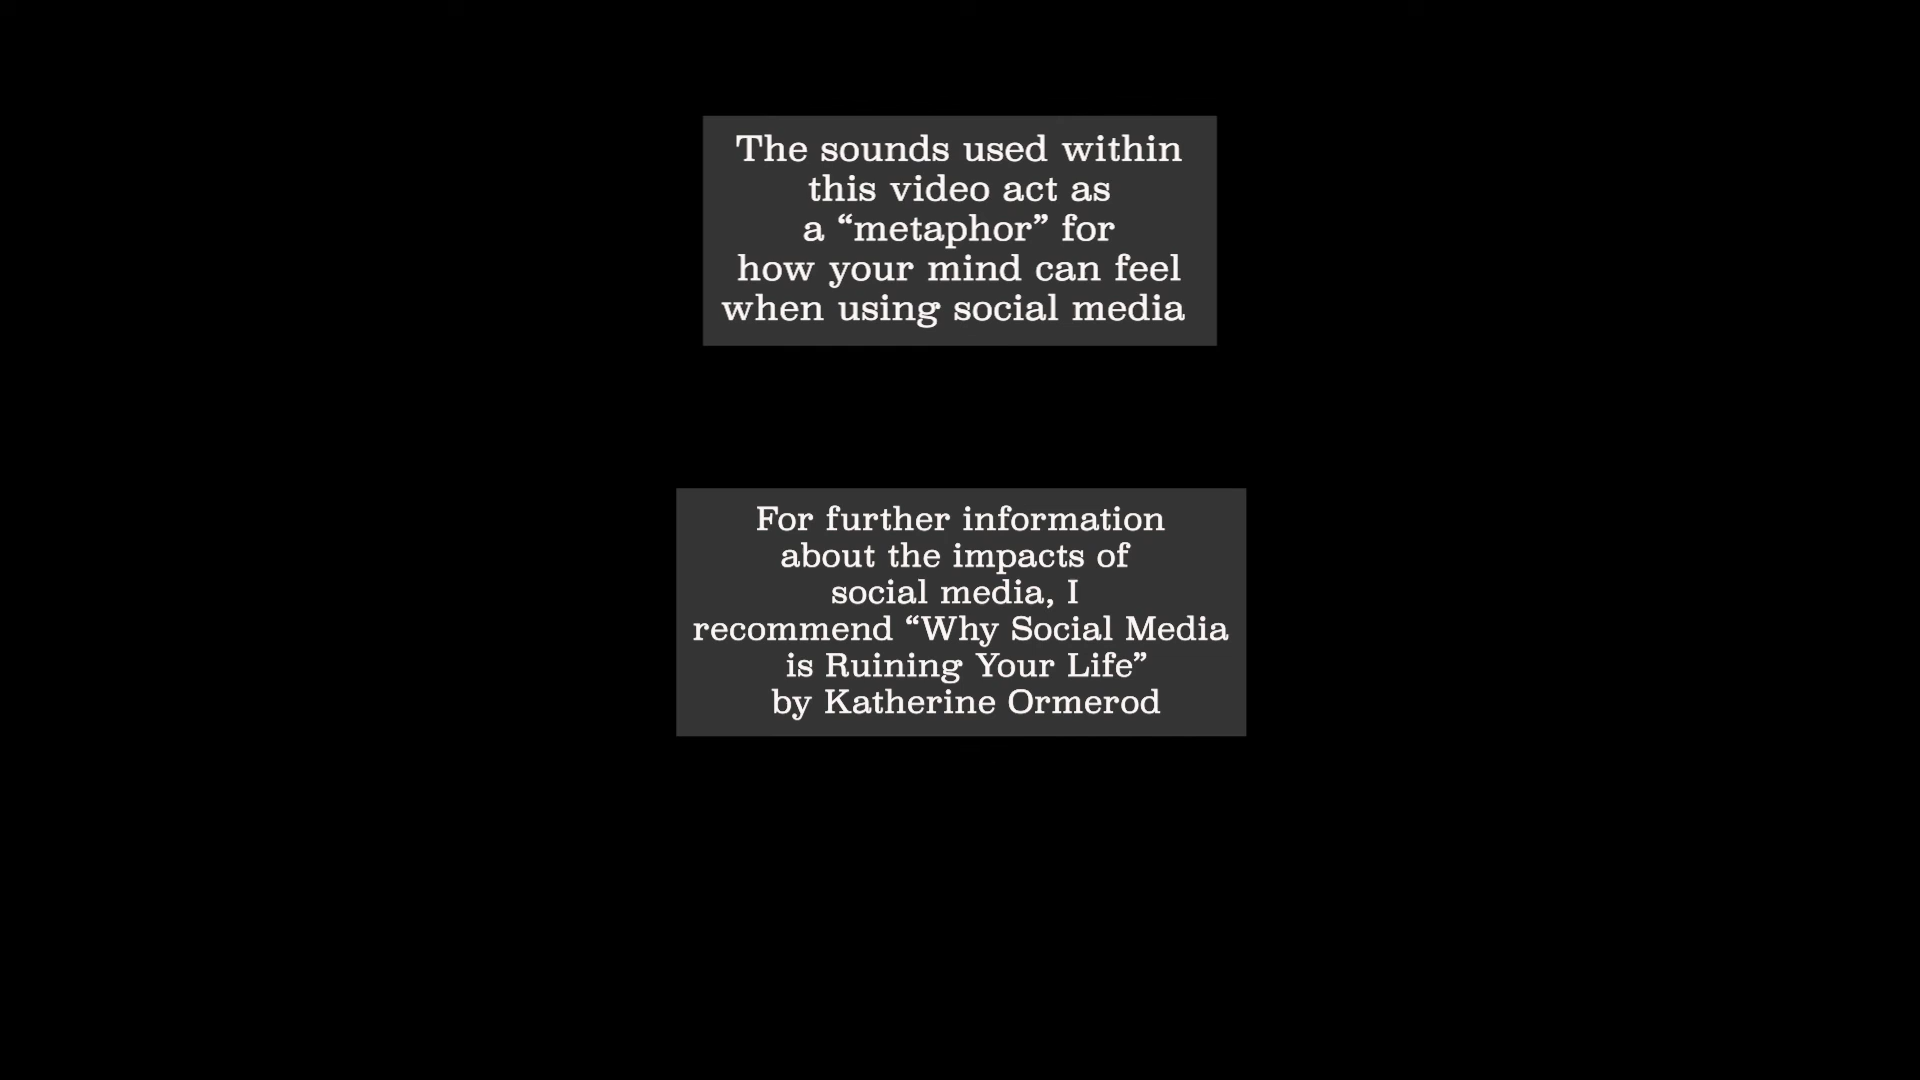 The sounds used within
this video act as
a “metaphor” for
how your mind can feel
when using social media
For further information
about the impacts of
social media, I
recommend “Why Social Media
is Ruining Your Life”
by Katherine Ormerod